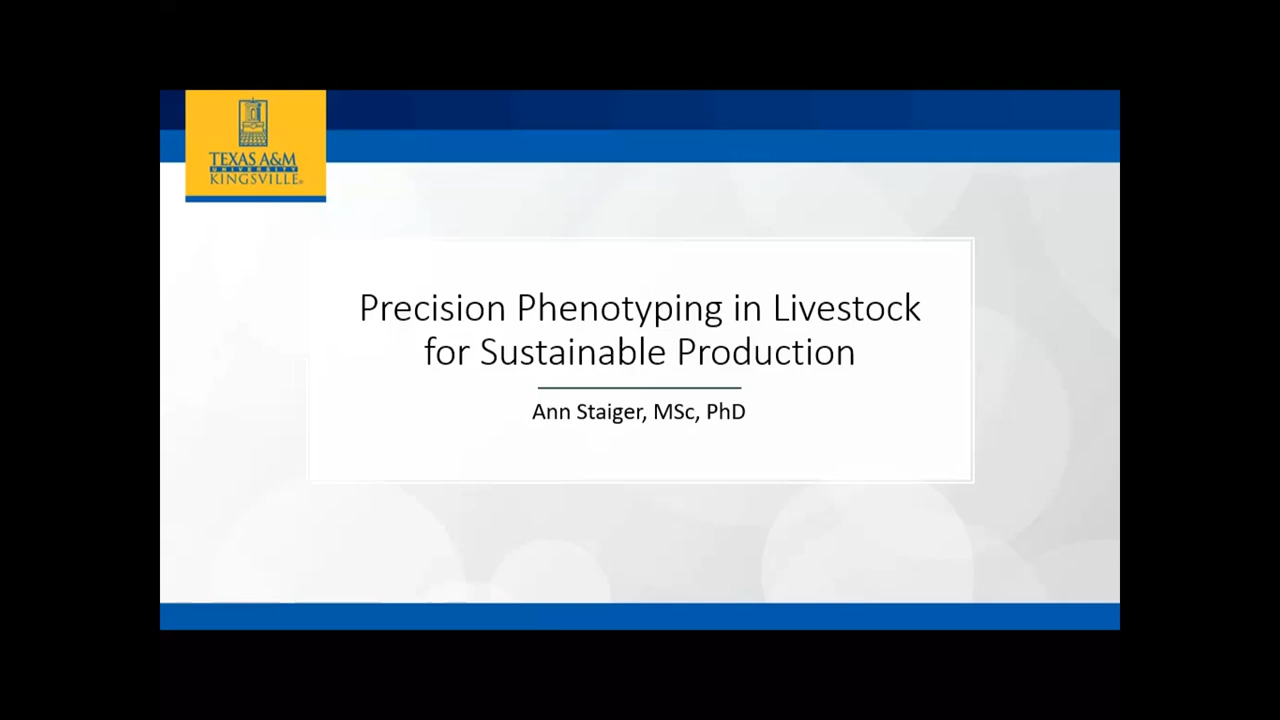 TEXAS A&M
UNIVERSITY
KINGSVILLE®
Precision Phenotyping in Livestock
for Sustainable Production
Ann Staiger, MSc, PhD